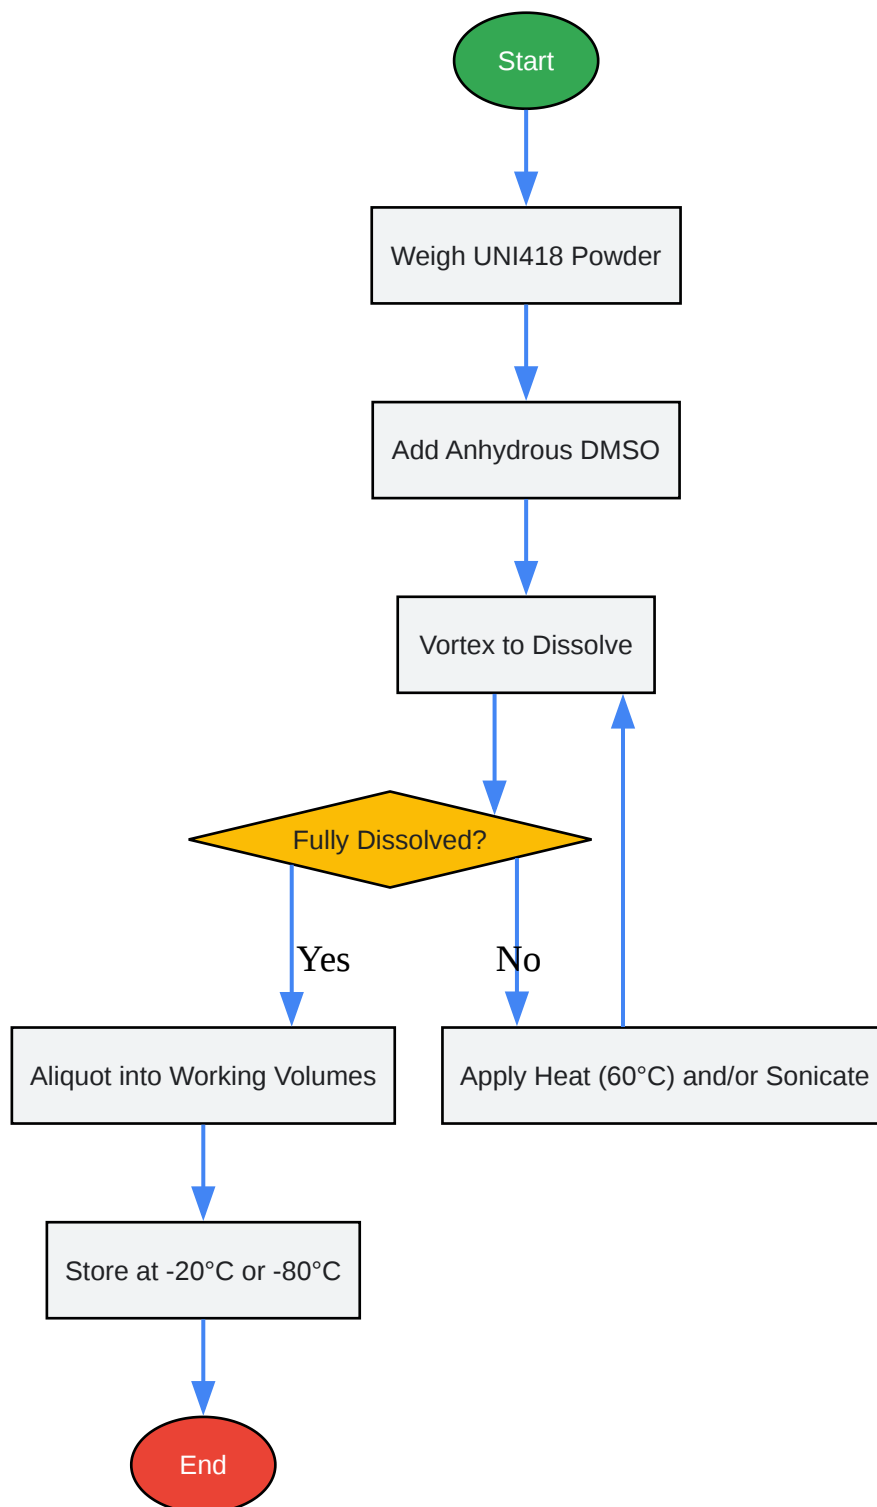 Start
Weigh UNI418 Powder
Add Anhydrous DMSO
Vortex to Dissolve
Fully Dissolved?
Yes
No
Aliquot into Working Volumes
Apply Heat (60°C) and/or Sonicate
Store at -20°C or -80°C
End